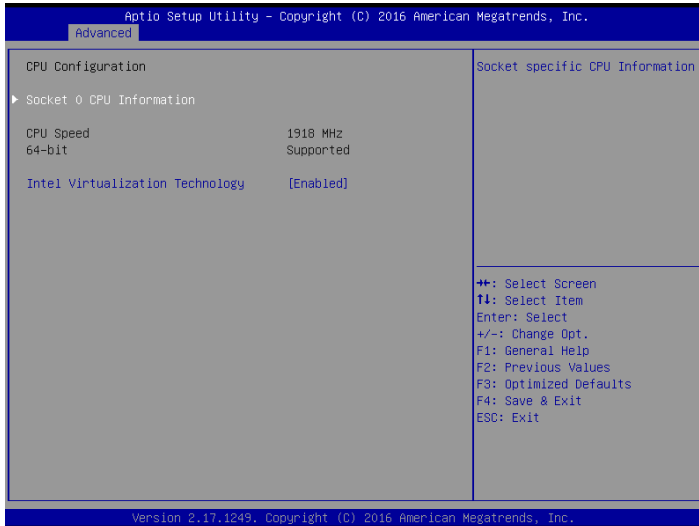 Aptio Setup Utility – Copyright (C) 2016 American Megatrends, Inc.
Advanced
CPU Configuration
Socket specific CPU Information
Socket 0 CPU Information
CPU Speed 1918 MHz
64-bit Supported
Intel Virtualization Technology [Enabled]
→←: Select Screen
↑↓: Select Item
Enter: Select
+/-: Change Opt.
F1: General Help
F2: Previous Values
F3: Optimized Defaults
F4: Save & Exit
ESC: Exit
Version 2.17.1249. Copyright (C) 2016 American Megatrends, Inc.